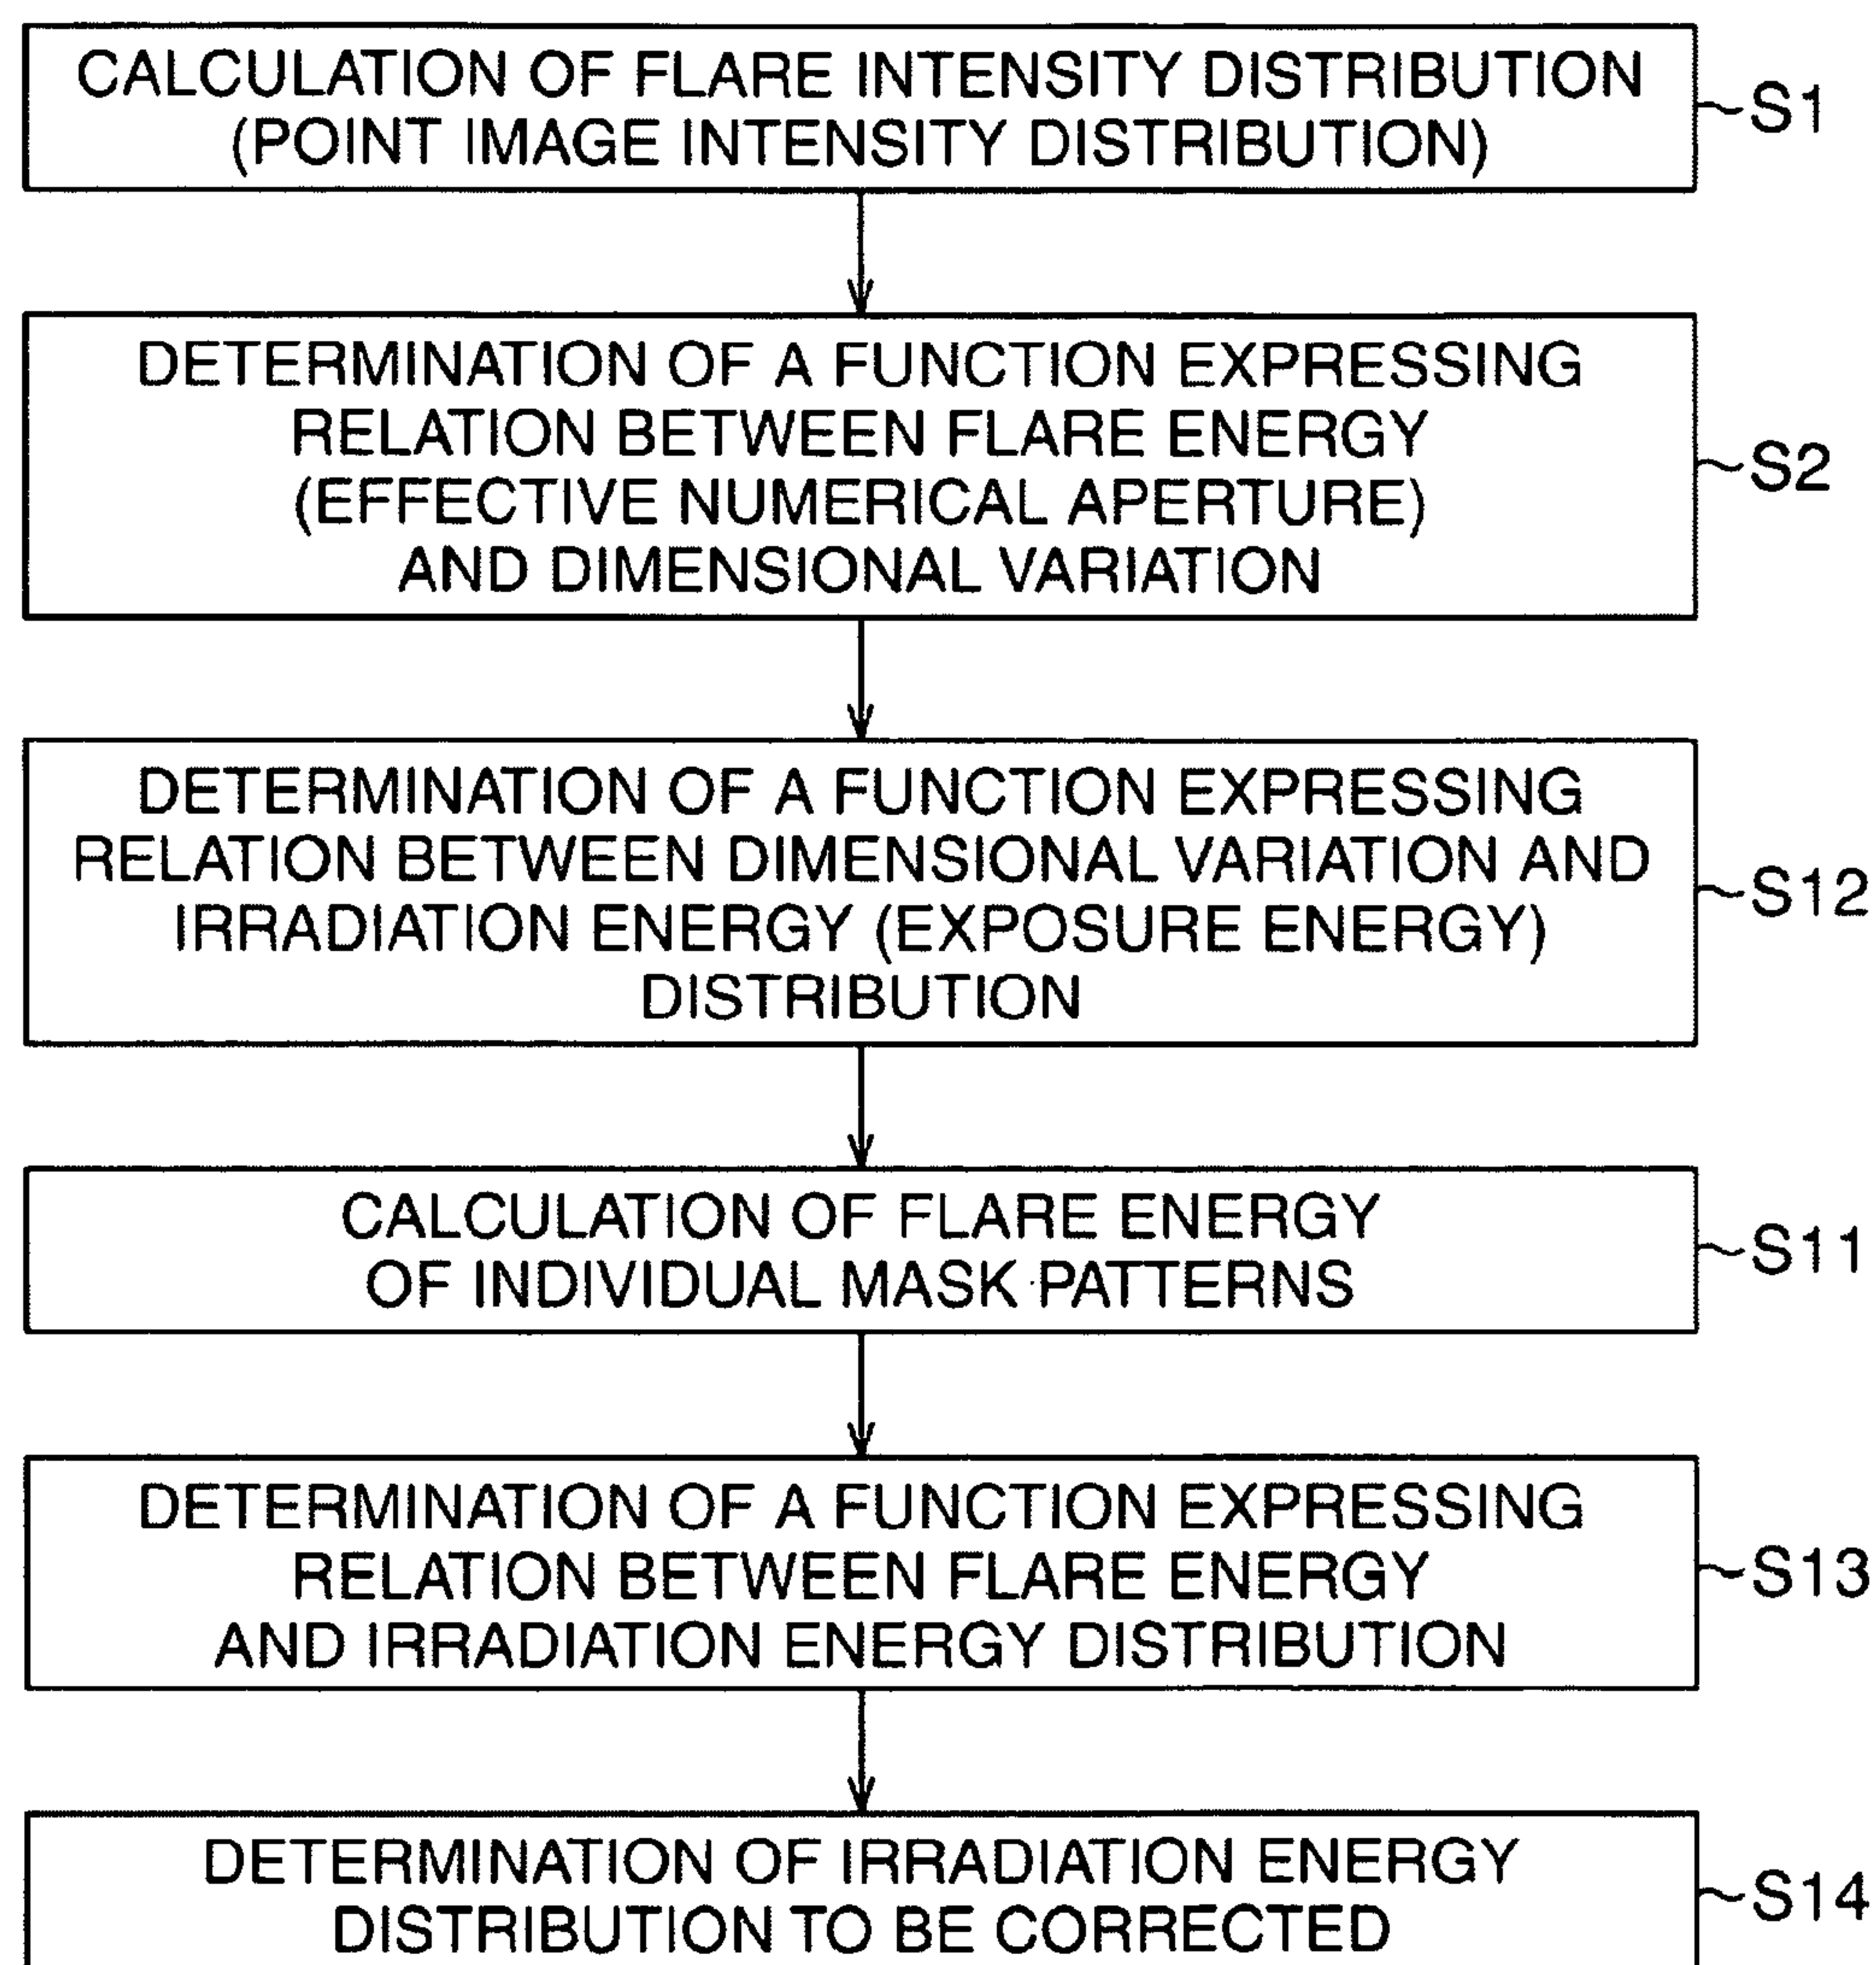 CALCULATION OF FLARE INTENSITY DISTRIBUTION
(POINT IMAGE INTENSITY DISTRIBUTION)
S1
DETERMINATION OF A FUNCTION EXPRESSING
RELATION BETWEEN FLARE ENERGY
(EFFECTIVE NUMERICAL APERTURE)
AND DIMENSIONAL VARIATION
S2
DETERMINATION OF A FUNCTION EXPRESSING
RELATION BETWEEN DIMENSIONAL VARIATION AND
IRRADIATION ENERGY (EXPOSURE ENERGY)
DISTRIBUTION
S12
CALCULATION OF FLARE ENERGY
OF INDIVIDUAL MASK PATTERNS
S11
DETERMINATION OF A FUNCTION EXPRESSING
RELATION BETWEEN FLARE ENERGY
AND IRRADIATION ENERGY DISTRIBUTION
S13
DETERMINATION OF IRRADIATION ENERGY
DISTRIBUTION TO BE CORRECTED
S14